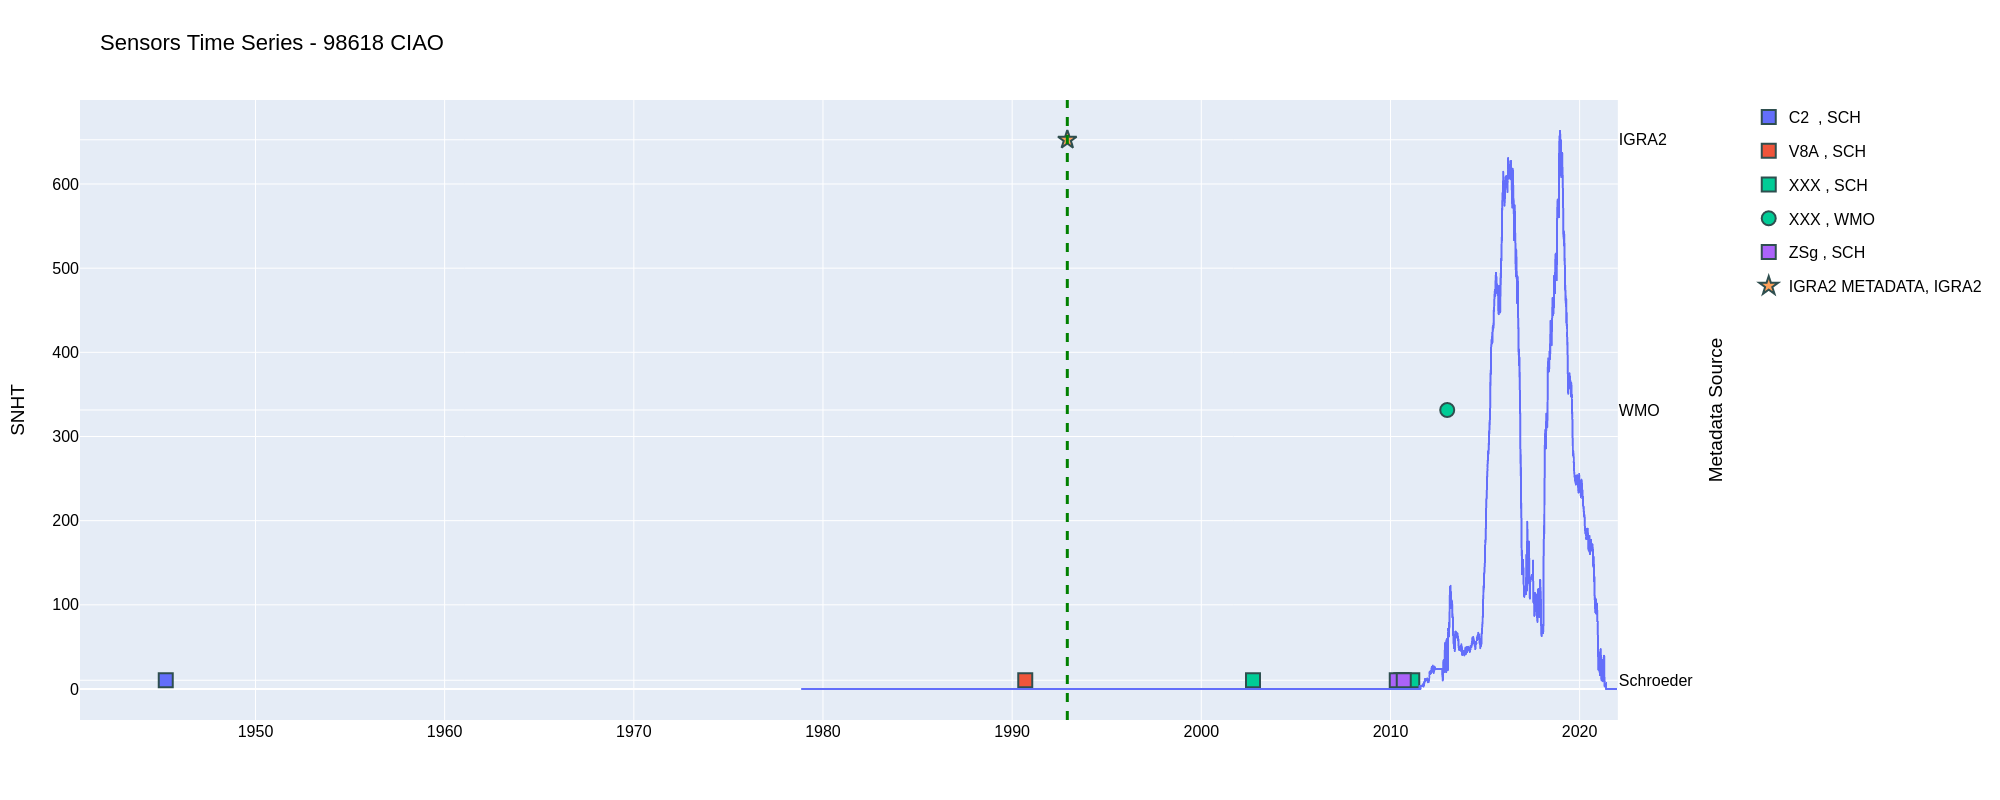 Sensors Time Series - 98618 CIAO
SNHT
600
500
400
300
200
100
0
1950
1960
1970
1980
1990
2000
2010
2020
IGRA2
WMO
Schroeder
Metadata Source
C2  , SCH
V8A , SCH
XXX , SCH
XXX , WMO
ZSg , SCH
IGRA2 METADATA, IGRA2